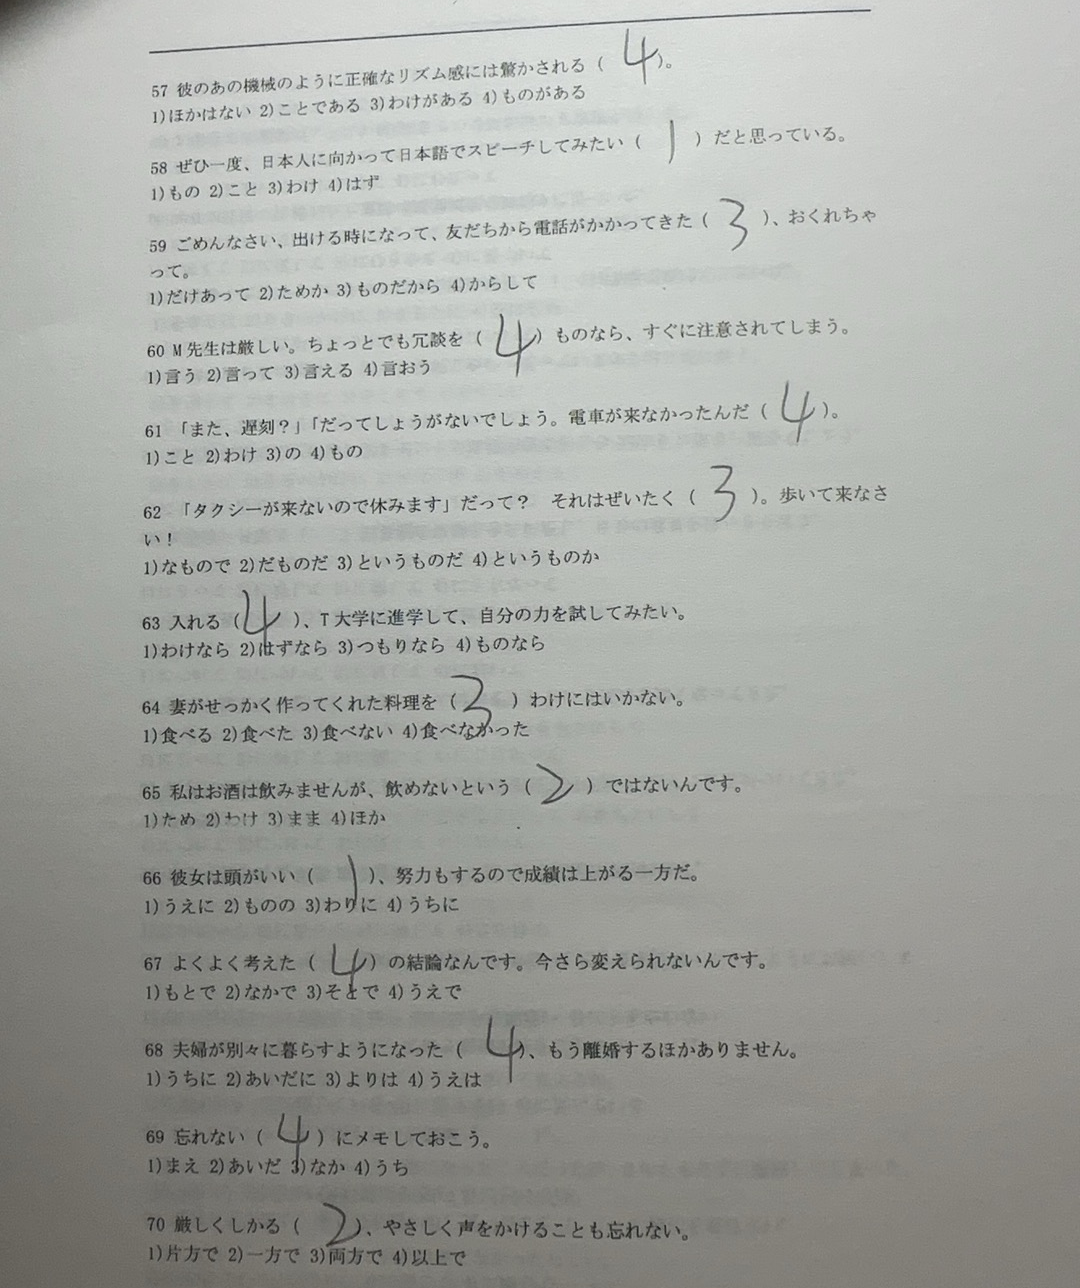 57 彼のあの機械のように正確なリズム感には驚かされる（ 4 ）。
1)ほかはない 2)ことである 3)わけがある 4)ものがある
58 ぜひ一度、日本人に向かって日本語でスピーチしてみたい（ 1 ）だと思っている。
1)もの 2)こと 3)わけ 4)はず
59 ごめんなさい、出ける時になって、友だちから電話がかかってきた（ 3 ）、おくれちゃ
って。
1)だけあって 2)ためか 3)ものだから 4)からして
60 M先生は厳しい。ちょっとでも冗談を（ 4 ）ものなら、すぐに注意されてしまう。
1)言う 2)言って 3)言える 4)言おう
61 「また、遅刻？」「だってしょうがないでしょう。電車が来なかったんだ（ 4 ）。
1)こと 2)わけ 3)の 4)もの
62 「タクシーが来ないので休みます」だって？　それはぜいたく（ 3 ）。歩いて来なさ
い！
1)なもので 2)だものだ 3)というものだ 4)というものか
63 入れる（ 4 ）、T大学に進学して、自分の力を試してみたい。
1)わけなら 2)はずなら 3)つもりなら 4)ものなら
64 妻がせっかく作ってくれた料理を（ 3 ）わけにはいかない。
1)食べる 2)食べた 3)食べない 4)食べなかった
65 私はお酒は飲みませんが、飲めないという（ 2 ）ではないんです。
1)ため 2)わけ 3)まま 4)ほか
66 彼女は頭がいい（ 1 ）、努力もするので成績は上がる一方だ。
1)うえに 2)ものの 3)わりに 4)うちに
67 よくよく考えた（ 4 ）の結論なんです。今さら変えられないんです。
1)もとで 2)なかで 3)そとで 4)うえで
68 夫婦が別々に暮らすようになった（ 4 ）、もう離婚するほかありません。
1)うちに 2)あいだに 3)よりは 4)うえは
69 忘れない（ 4 ）にメモしておこう。
1)まえ 2)あいだ 3)なか 4)うち
70 厳しくしかる（ 2 ）、やさしく声をかけることも忘れない。
1)片方で 2)一方で 3)両方で 4)以上で